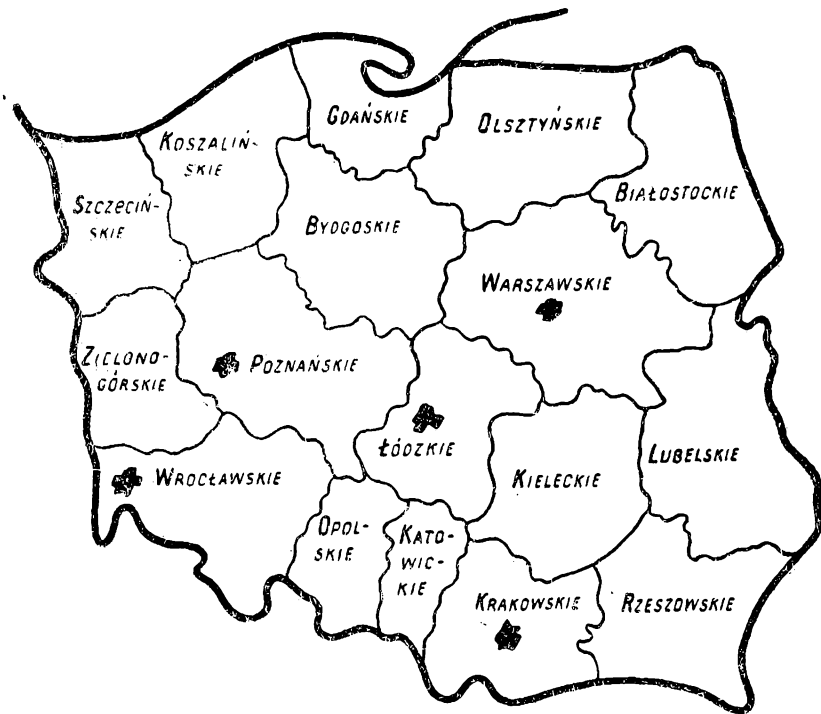 GDAŃSKIE
OLSZTYŃSKIE
KOSZALIŃ-
SKIE
BIAŁOSTOCKIE
SZCZECIŃ-
SKIE
BYDGOSKIE
WARSZAWSKIE
ZIELONO-
GÓRSKIE
POZNAŃSKIE
ŁÓDZKIE
LUBELSKIE
WROCŁAWSKIE
KIELECKIE
OPOL-
SKIE
KATO-
WIC-
KIE
KRAKOWSKIE
RZESZOWSKIE